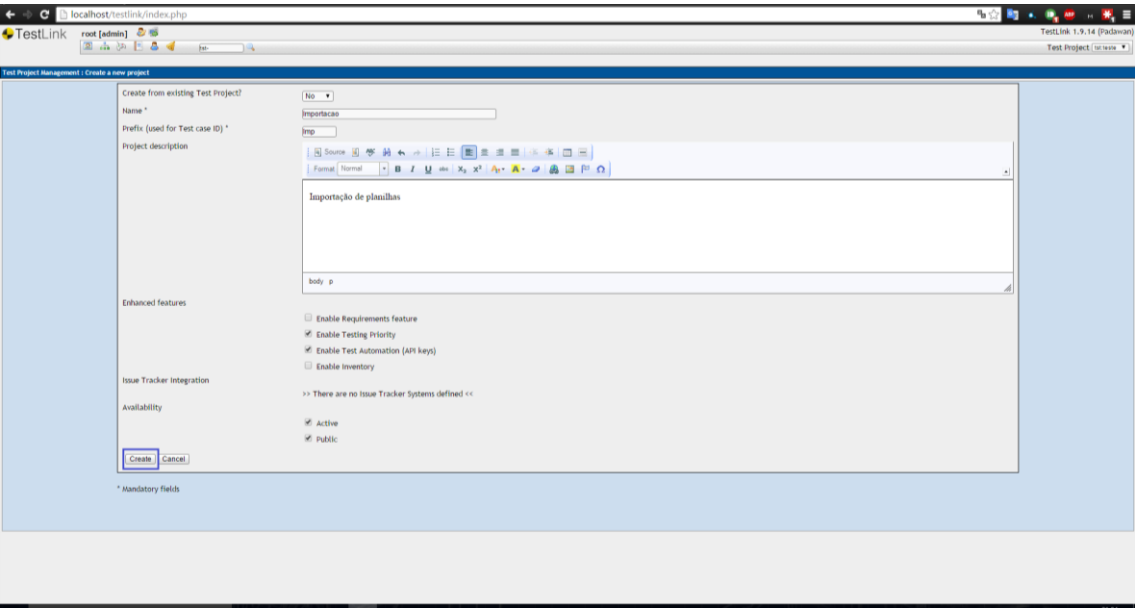 localhost/testlink/index.php
TestLink root [admin]
TestLink 1.9.14 (Padawan)
Test Project
Test Project Management : Create a new project
Create from existing Test Project? No
Name * Importacao
Prefix (used for Test case ID) * Imp
Project description
Source
Format Normal B I U abc X₂ X² A A Ω
Importação de planilhas
body p
Enhanced features
Enable Requirements feature
Enable Testing Priority
Enable Test Automation (API keys)
Enable Inventory
Issue Tracker Integration
>> There are no Issue Tracker Systems defined <<
Availability
Active
Public
Create Cancel
* Mandatory fields